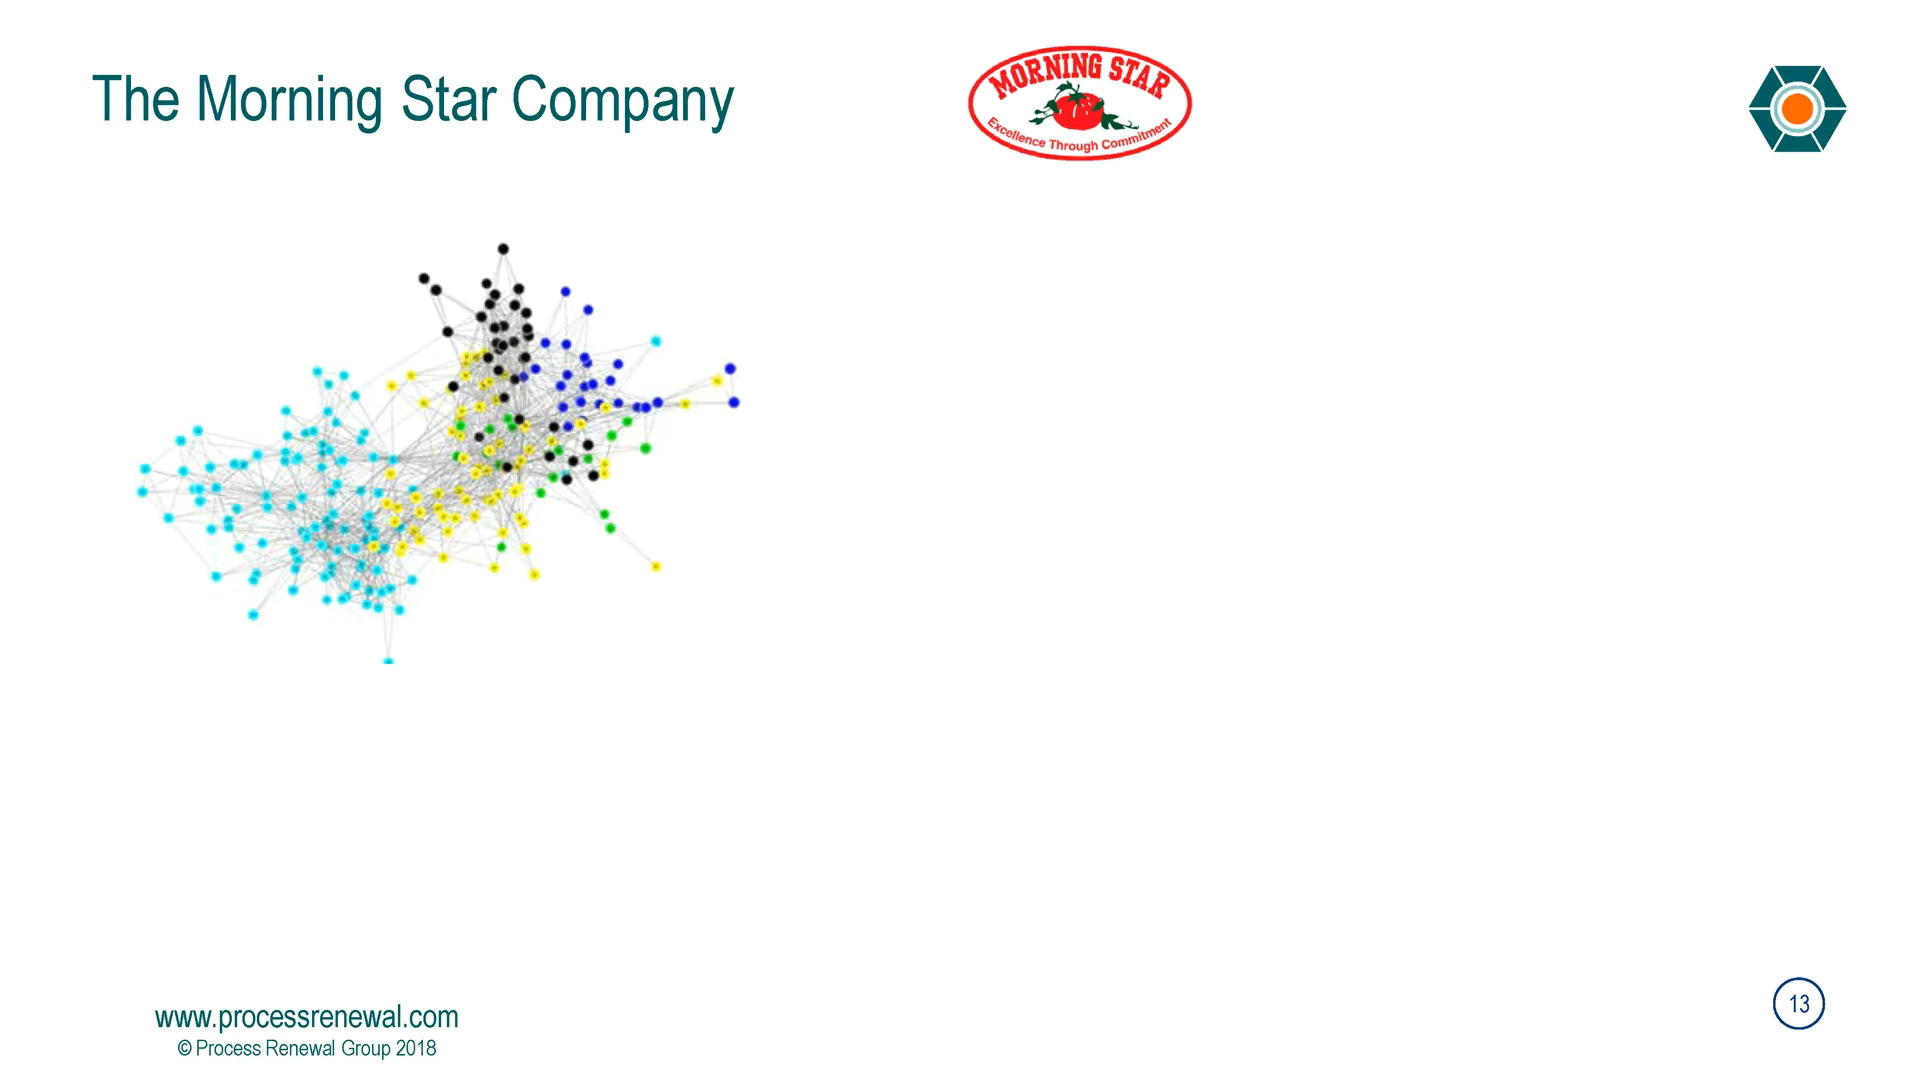 The Morning Star Company
MORNING STAR
Excellence Through Commitment
www.processrenewal.com
© Process Renewal Group 2018
13